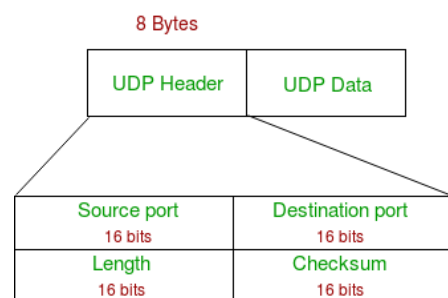 8 Bytes
UDP Header UDP Data
Source port Destination port
16 bits 16 bits
Length Checksum
16 bits 16 bits